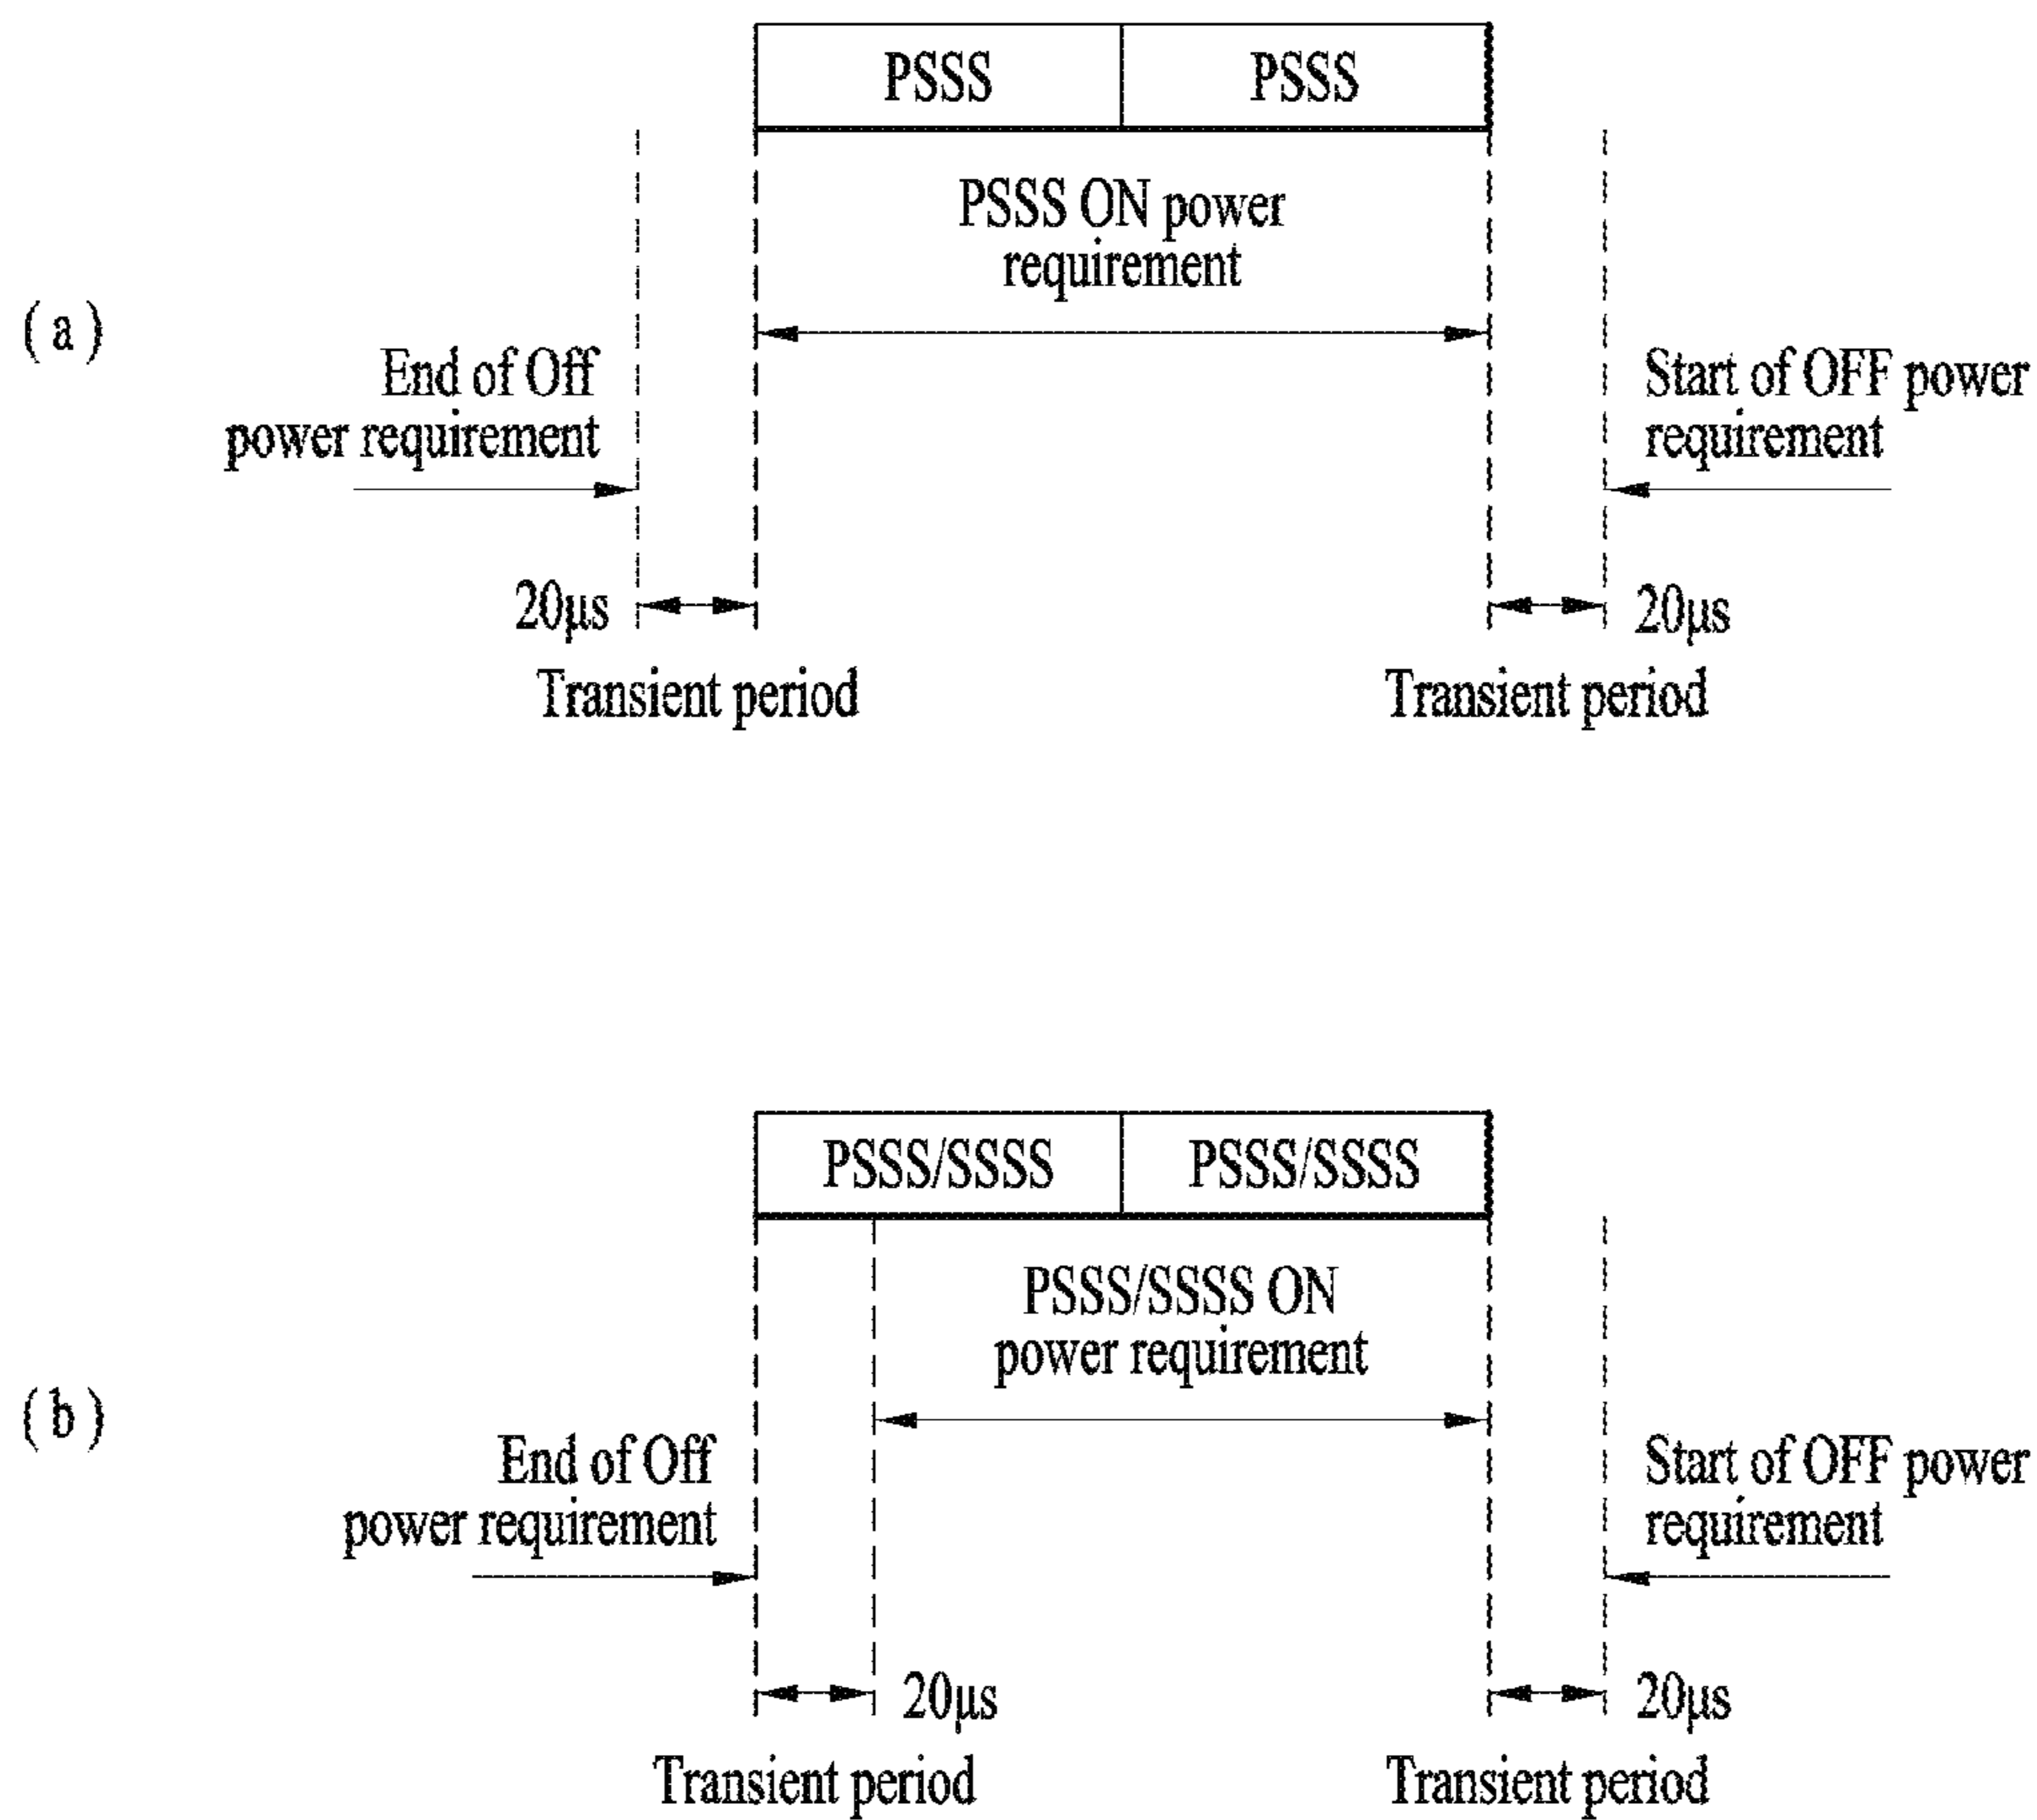 PSSS PSSS
PSSS ON power
requirement
( a )
End of Off
power requirement
Start of OFF power
requirement
20μs
20μs
Transient period
Transient period
PSSS/SSSS PSSS/SSSS
PSSS/SSSS ON
power requirement
( b )
End of Off
power requirement
Start of OFF power
requirement
20μs
20μs
Transient period
Transient period